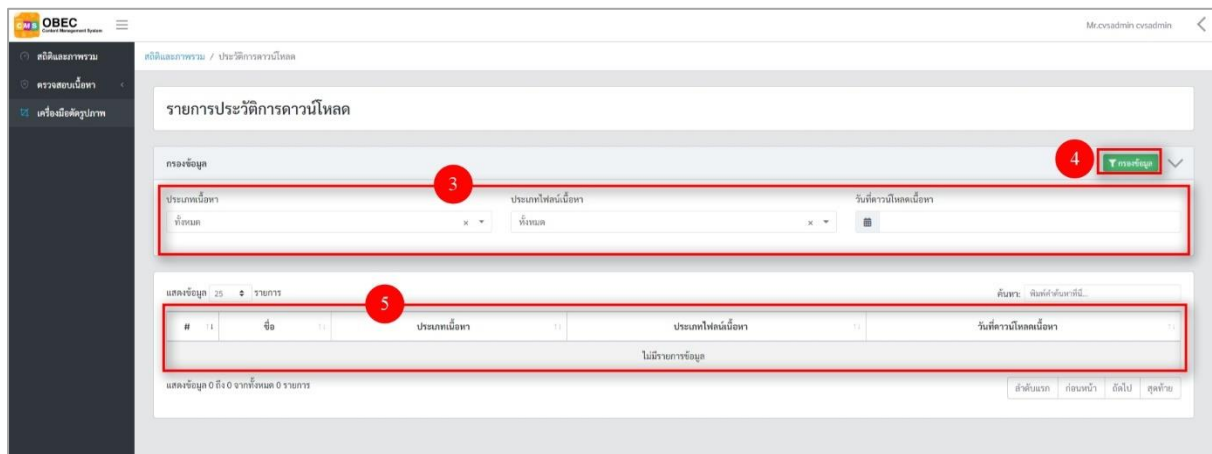 CMS OBEC
Content Management System
Mr.cvsadmin cvsadmin
สถิติและภาพรวม
สถิติและภาพรวม / ประวัติการดาวน์โหลด
ตรวจสอบเนื้อหา
เครื่องมือตัดรูปภาพ
รายการประวัติการดาวน์โหลด
กรองข้อมูล
4
กรองข้อมูล
3
ประเภทเนื้อหา ประเภทไฟลน์เนื้อหา วันที่ดาวน์โหลดเนื้อหา
ทั้งหมด × ทั้งหมด ×
แสดงข้อมูล 25 รายการ
ค้นหา: พิมพ์คำค้นหาที่นี่...
5
# ชื่อ ประเภทเนื้อหา ประเภทไฟลน์เนื้อหา วันที่ดาวน์โหลดเนื้อหา
ไม่มีรายการข้อมูล
แสดงข้อมูล 0 ถึง 0 จากทั้งหมด 0 รายการ
ลำดับแรก ก่อนหน้า ถัดไป สุดท้าย